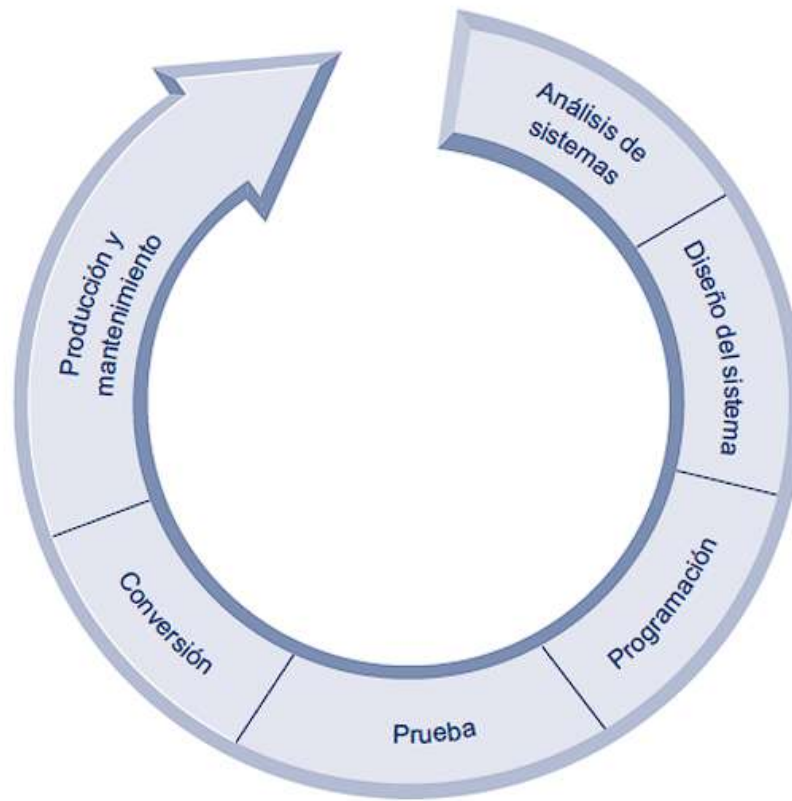 Análisis de
sistemas
Diseño del sistema
Programación
Prueba
Conversión
Producción y
mantenimiento